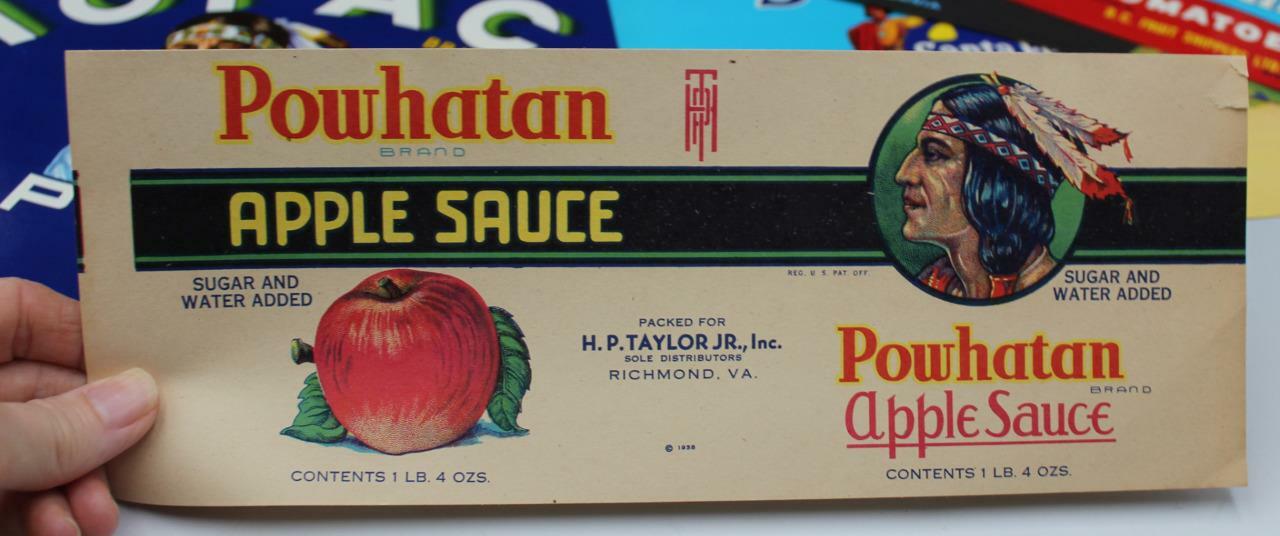 Powhatan
BRAND
APPLE SAUCE
SUGAR AND
WATER ADDED
CONTENTS 1 LB. 4 OZS.
PACKED FOR
H. P. TAYLOR JR., Inc.
SOLE DISTRIBUTORS
RICHMOND, VA.
© 1938
REG. U. S. PAT. OFF.
SUGAR AND
WATER ADDED
Powhatan
BRAND
Apple Sauce
CONTENTS 1 LB. 4 OZS.